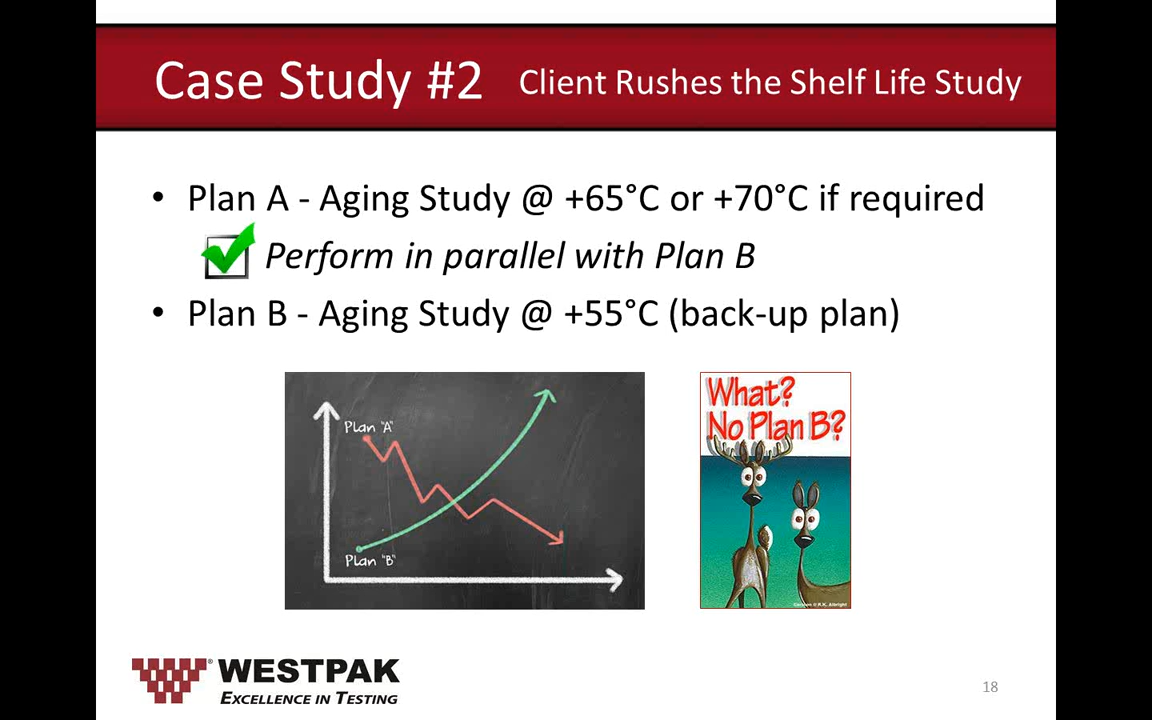 Case Study #2 Client Rushes the Shelf Life Study
• Plan A - Aging Study @ +65°C or +70°C if required
Perform in parallel with Plan B
• Plan B - Aging Study @ +55°C (back-up plan)
Plan "A"
Plan "B"
What?
No Plan B?
WESTPAK
EXCELLENCE IN TESTING
18